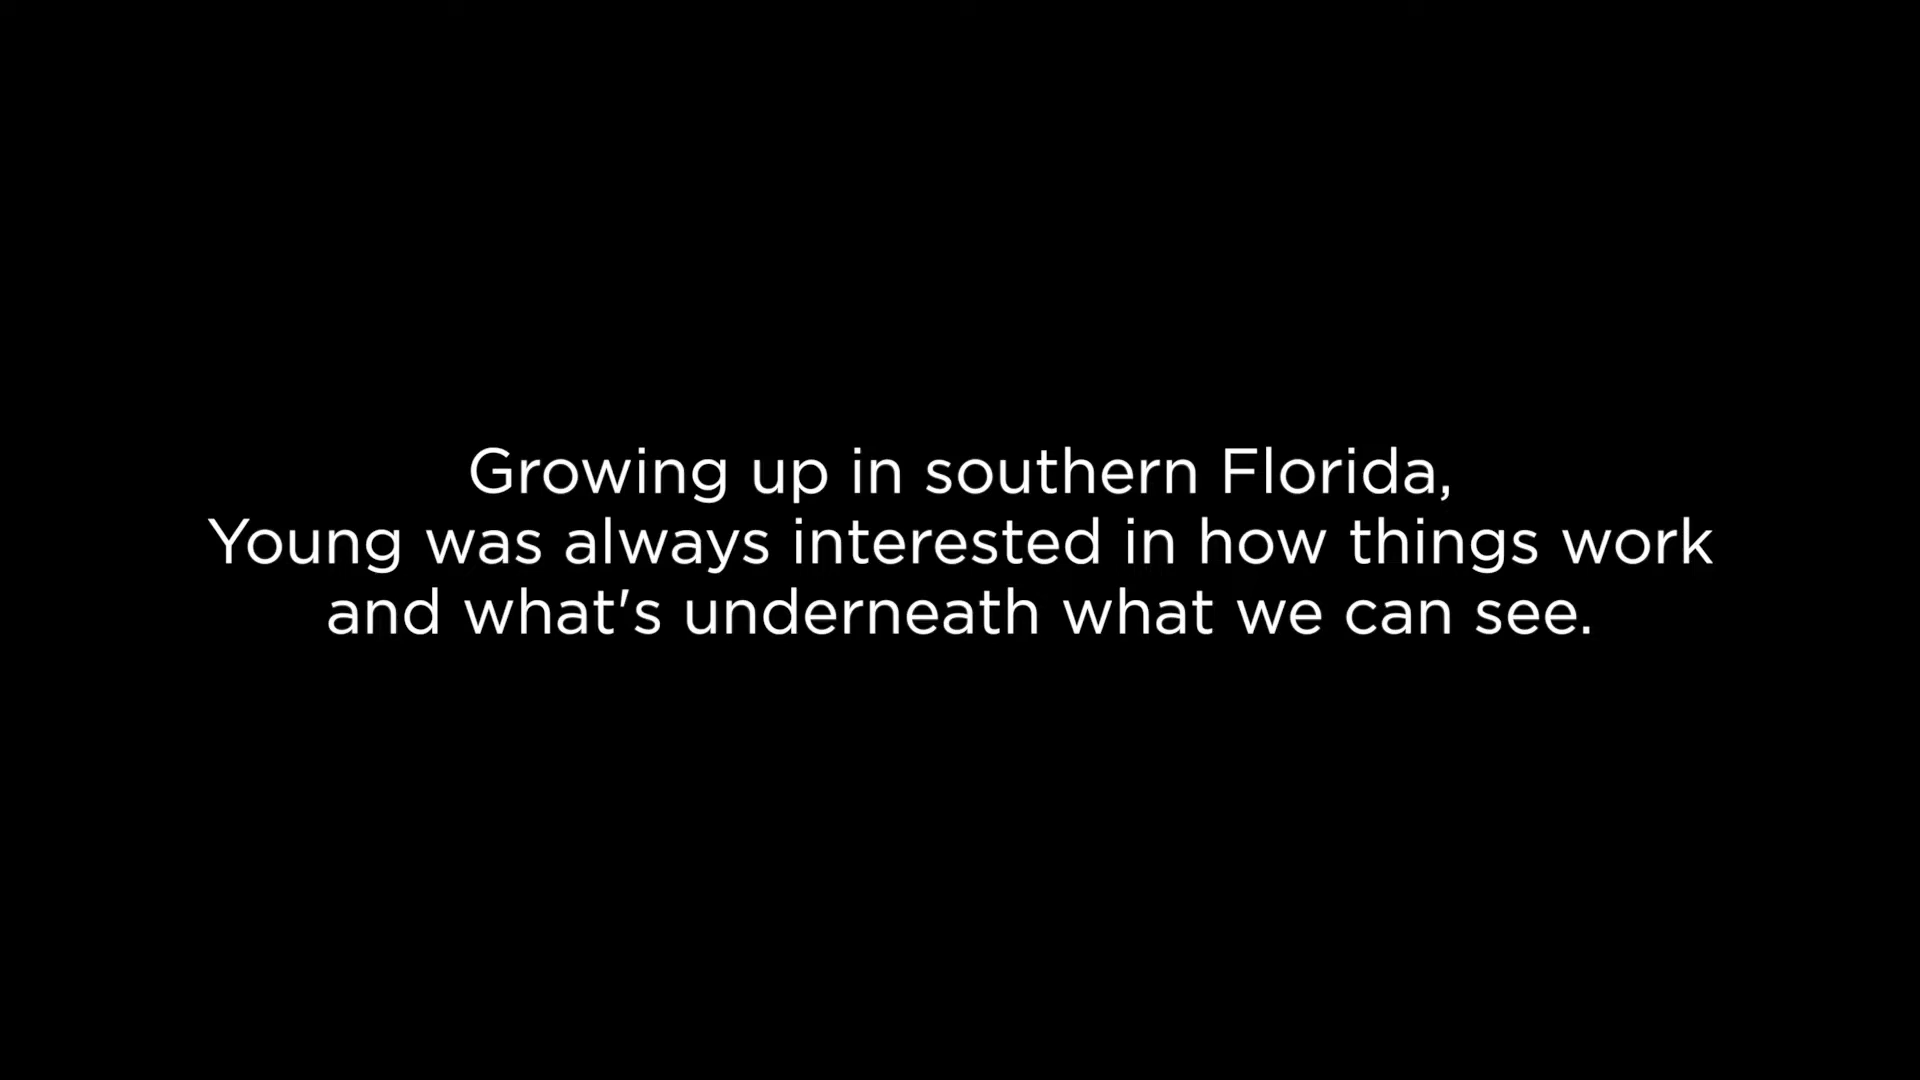 Growing up in southern Florida,
Young was always interested in how things work
and what's underneath what we can see.